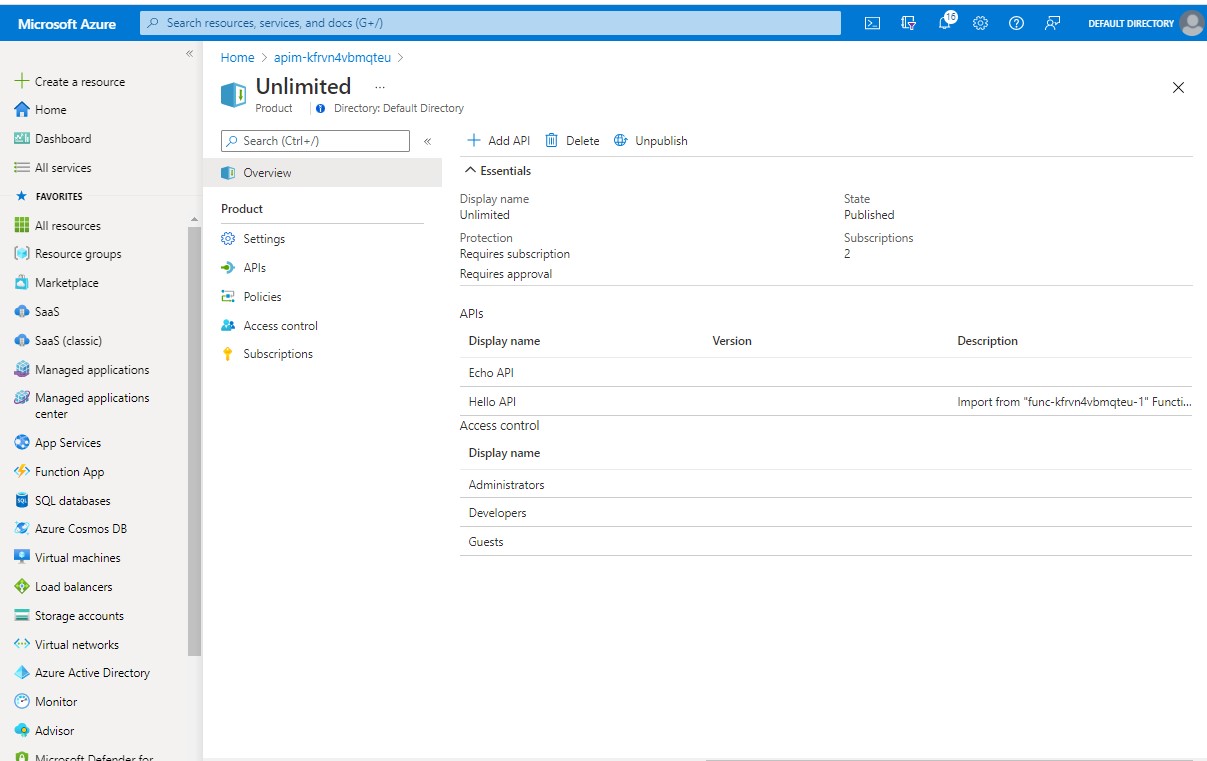 Microsoft Azure
Search resources, services, and docs (G+/)
16
DEFAULT DIRECTORY
«
Create a resource
Home
Dashboard
All services
FAVORITES
All resources
Resource groups
Marketplace
SaaS
SaaS (classic)
Managed applications
Managed applications
center
App Services
Function App
SQL databases
Azure Cosmos DB
Virtual machines
Load balancers
Storage accounts
Virtual networks
Azure Active Directory
Monitor
Advisor
Microsoft Defender for
Home > apim-kfrvn4vbmqteu >
Unlimited ...
Product
Directory: Default Directory
Search (Ctrl+/)
«
Overview
Product
Settings
APIs
Policies
Access control
Subscriptions
Add API
Delete
Unpublish
Essentials
Display name
Unlimited
State
Published
Protection
Requires subscription
Requires approval
Subscriptions
2
APIs
Display name Version Description
Echo API
Hello API Import from "func-kfrvn4vbmqteu-1" Functi...
Access control
Display name
Administrators
Developers
Guests